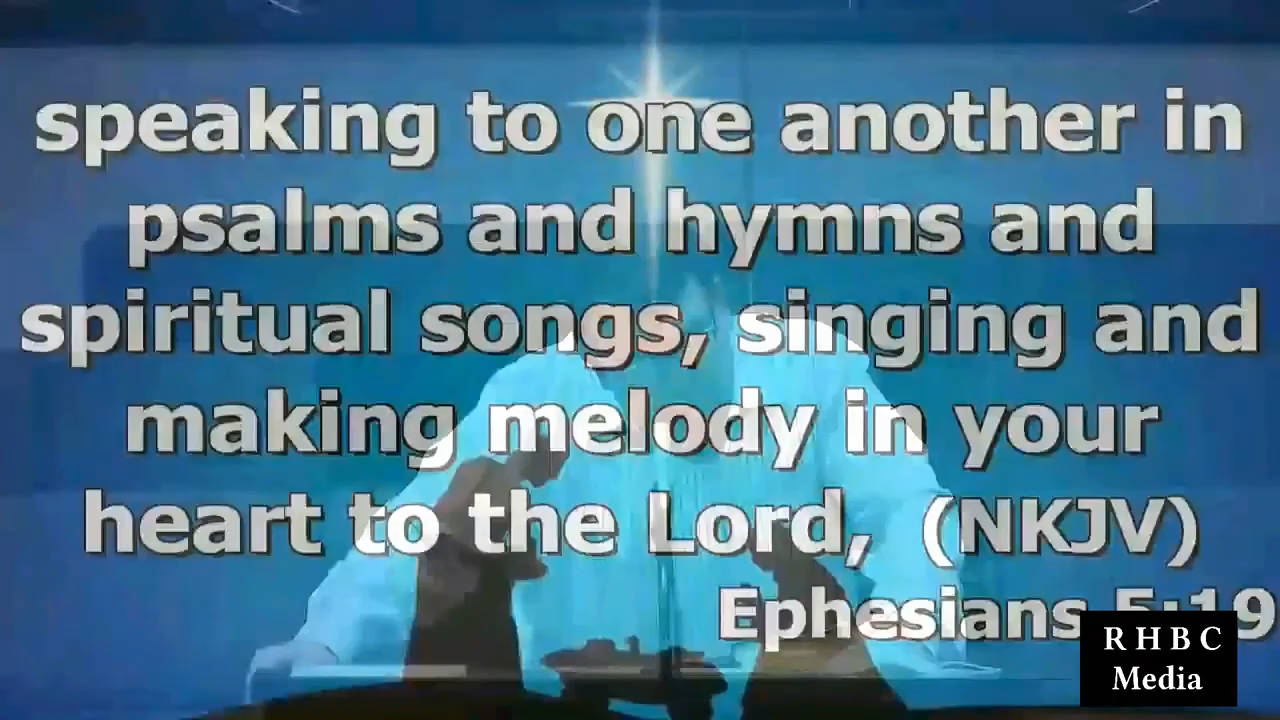 speaking to one another in
psalms and hymns and
spiritual songs, singing and
making melody in your
heart to the Lord, (NKJV)
Ephesians 5:19
R H B C
Media